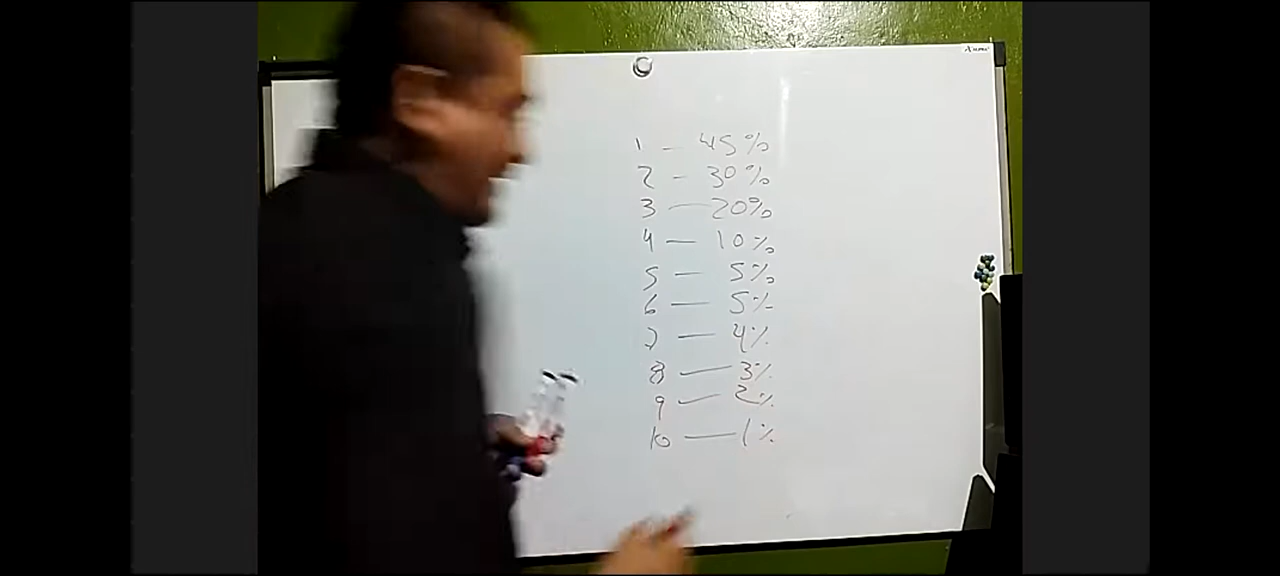 1 - 45%
2 - 30%
3 - 20%
4 - 10%
5 - 5%
6 - 5%
7 - 4%
8 - 3%
9 - 2%
10 - 1%